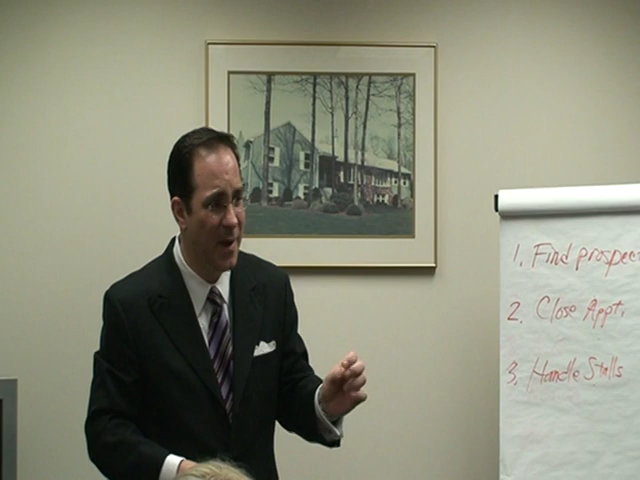 1. Find prospec
2. Close Appt.
3. Handle Stalls